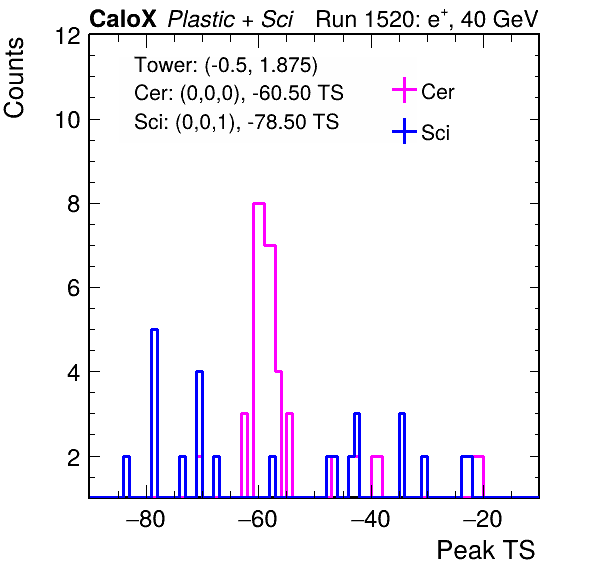 CaloX Plastic + Sci Run 1520: e+, 40 GeV
Counts
12
10
8
6
4
2
Tower: (-0.5, 1.875)
Cer: (0,0,0), -60.50 TS
Sci: (0,0,1), -78.50 TS
Cer
Sci
−80 −60 −40 −20
Peak TS